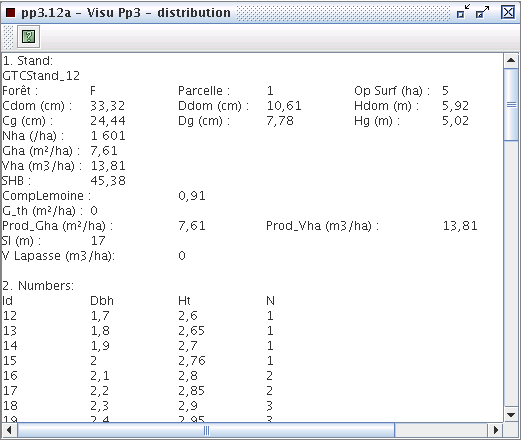 pp3.12a - Visu Pp3 - distribution
1. Stand:
GTCStand_12
Forêt : F Parcelle : 1 Op Surf (ha) : 5
Cdom (cm) : 33,32 Ddom (cm) : 10,61 Hdom (m) : 5,92
Cg (cm) : 24,44 Dg (cm) : 7,78 Hg (m) : 5,02
Nha (/ha) : 1 601
Gha (m²/ha) : 7,61
Vha (m3/ha) : 13,81
SHB : 45,38
CompLemoine : 0,91
G_th (m²/ha) : 0
Prod_Gha (m²/ha) : 7,61 Prod_Vha (m3/ha) : 13,81
SI (m) : 17
V Lapasse (m3/ha): 0
2. Numbers:
Id Dbh Ht N
12 1,7 2,6 1
13 1,8 2,65 1
14 1,9 2,7 1
15 2 2,76 1
16 2,1 2,8 2
17 2,2 2,85 2
18 2,3 2,9 3
19 2,4 2,95 3